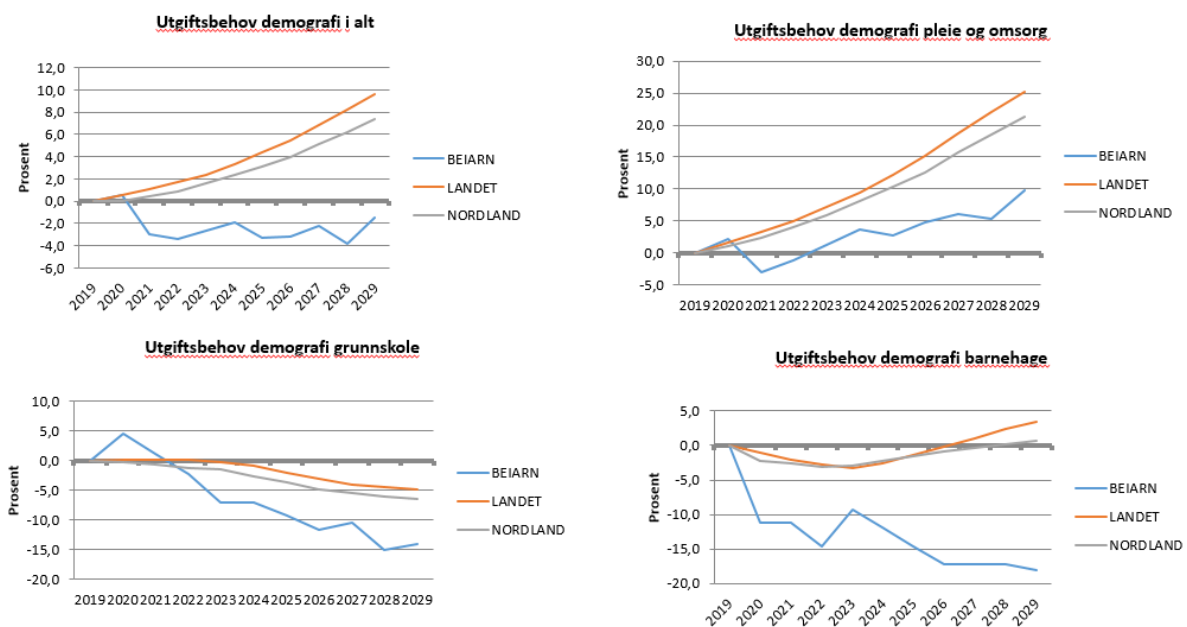 Utgiftsbehov demografi i alt
12,0
10,0
8,0
6,0
4,0
2,0
0,0
-2,0
-4,0
-6,0
Prosent
2019 2020 2021 2022 2023 2024 2025 2026 2027 2028 2029
BEIARN
LANDET
NORDLAND
Utgiftsbehov demografi pleie og omsorg
30,0
25,0
20,0
15,0
10,0
5,0
0,0
-5,0
Prosent
2019 2020 2021 2022 2023 2024 2025 2026 2027 2028 2029
BEIARN
LANDET
NORDLAND
Utgiftsbehov demografi grunnskole
10,0
5,0
0,0
-5,0
-10,0
-15,0
-20,0
Prosent
2019 2020 2021 2022 2023 2024 2025 2026 2027 2028 2029
BEIARN
LANDET
NORDLAND
Utgiftsbehov demografi barnehage
5,0
0,0
-5,0
-10,0
-15,0
-20,0
Prosent
2019 2020 2021 2022 2023 2024 2025 2026 2027 2028 2029
BEIARN
LANDET
NORDLAND